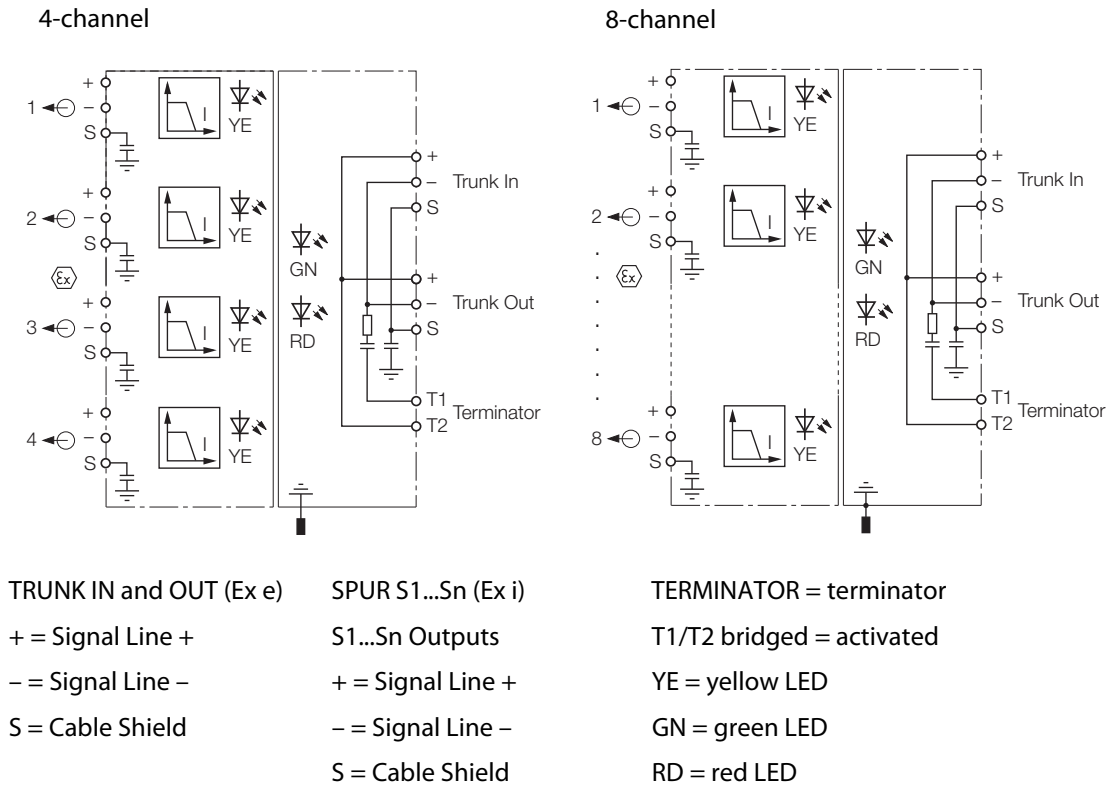 4-channel
+
1 –
S
I
YE
+
2 –
S
I
YE
Ex
+
3 –
S
I
YE
+
4 –
S
I
YE
GN
RD
+
– Trunk In
S
+
– Trunk Out
S
T1
Terminator
T2
8-channel
+
1 –
S
I
YE
+
2 –
S
I
YE
Ex
+
8 –
S
I
YE
GN
RD
+
– Trunk In
S
+
– Trunk Out
S
T1
Terminator
T2
TRUNK IN and OUT (Ex e)
+ = Signal Line +
– = Signal Line –
S = Cable Shield
SPUR S1...Sn (Ex i)
S1...Sn Outputs
+ = Signal Line +
– = Signal Line –
S = Cable Shield
TERMINATOR = terminator
T1/T2 bridged = activated
YE = yellow LED
GN = green LED
RD = red LED